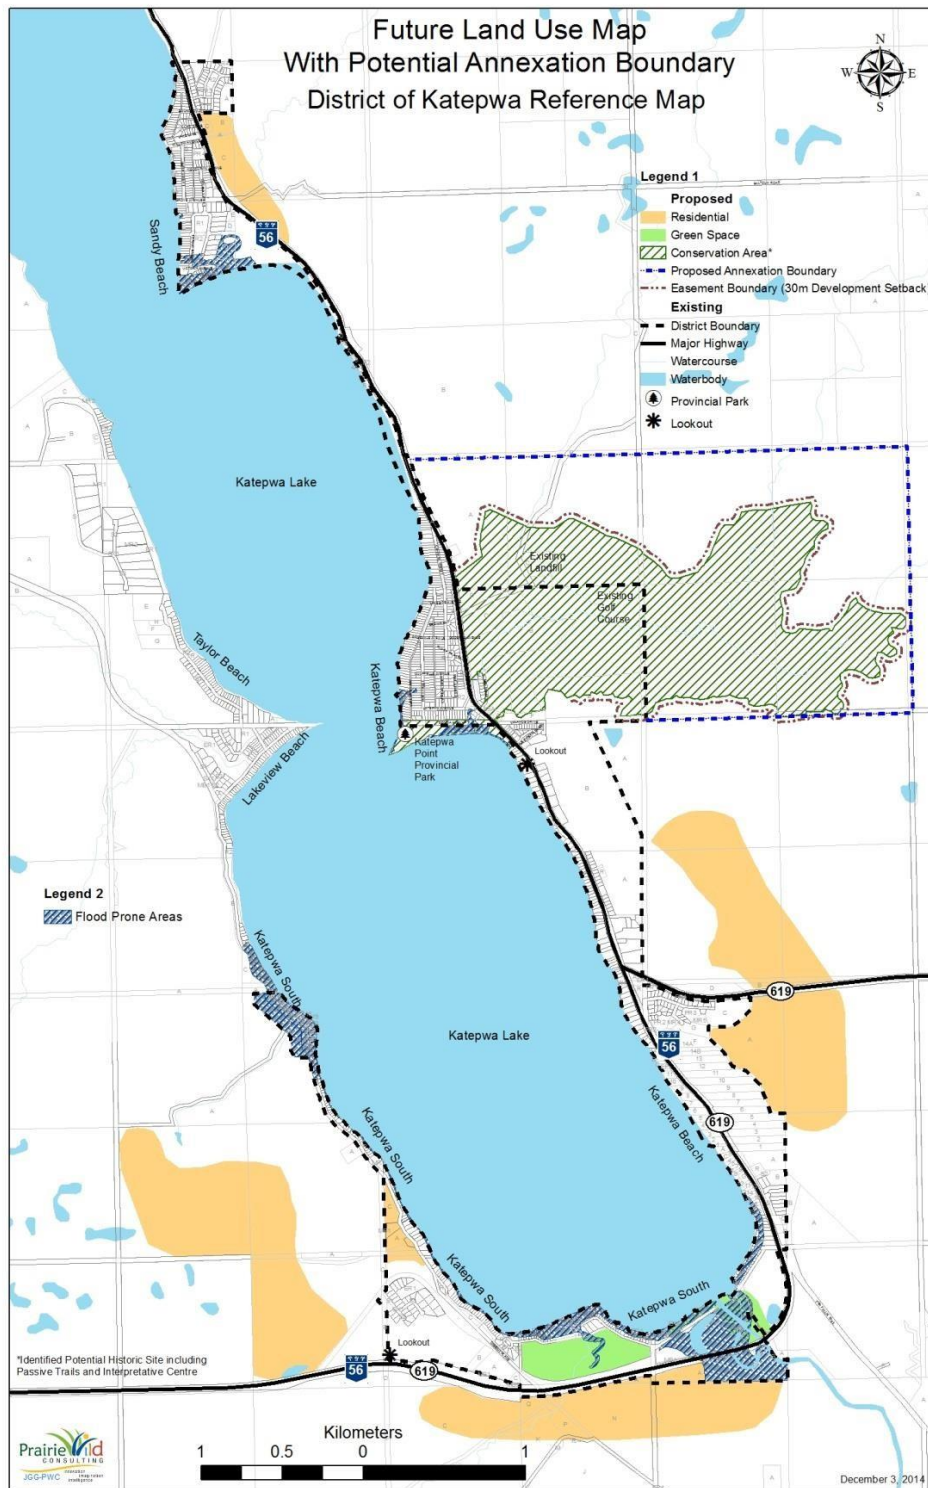 Future Land Use Map
With Potential Annexation Boundary
District of Katepwa Reference Map
N
W
E
S
Legend 1
Proposed
Residential
Green Space
Conservation Area*
Proposed Annexation Boundary
Easement Boundary (30m Development Setback)
Existing
District Boundary
Major Highway
Watercourse
Waterbody
Provincial Park
Lookout
56
Sandy Beach
Katepwa Lake
Existing
Landfill
Existing
Golf
Course
Taylor Beach
Katepwa Beach
Lakeview Beach
Katepwa
Point
Provincial
Park
Lookout
Legend 2
Flood Prone Areas
Katepwa South
619
Katepwa Lake
56
Katepwa Beach
619
Katepwa South
Katepwa South
Katepwa South
Lookout
*Identified Potential Historic Site including
Passive Trails and Interpretative Centre
56
619
Kilometers
1
0.5
0
1
Prairie Wild
CONSULTING
JGG-PWC
December 3, 2014